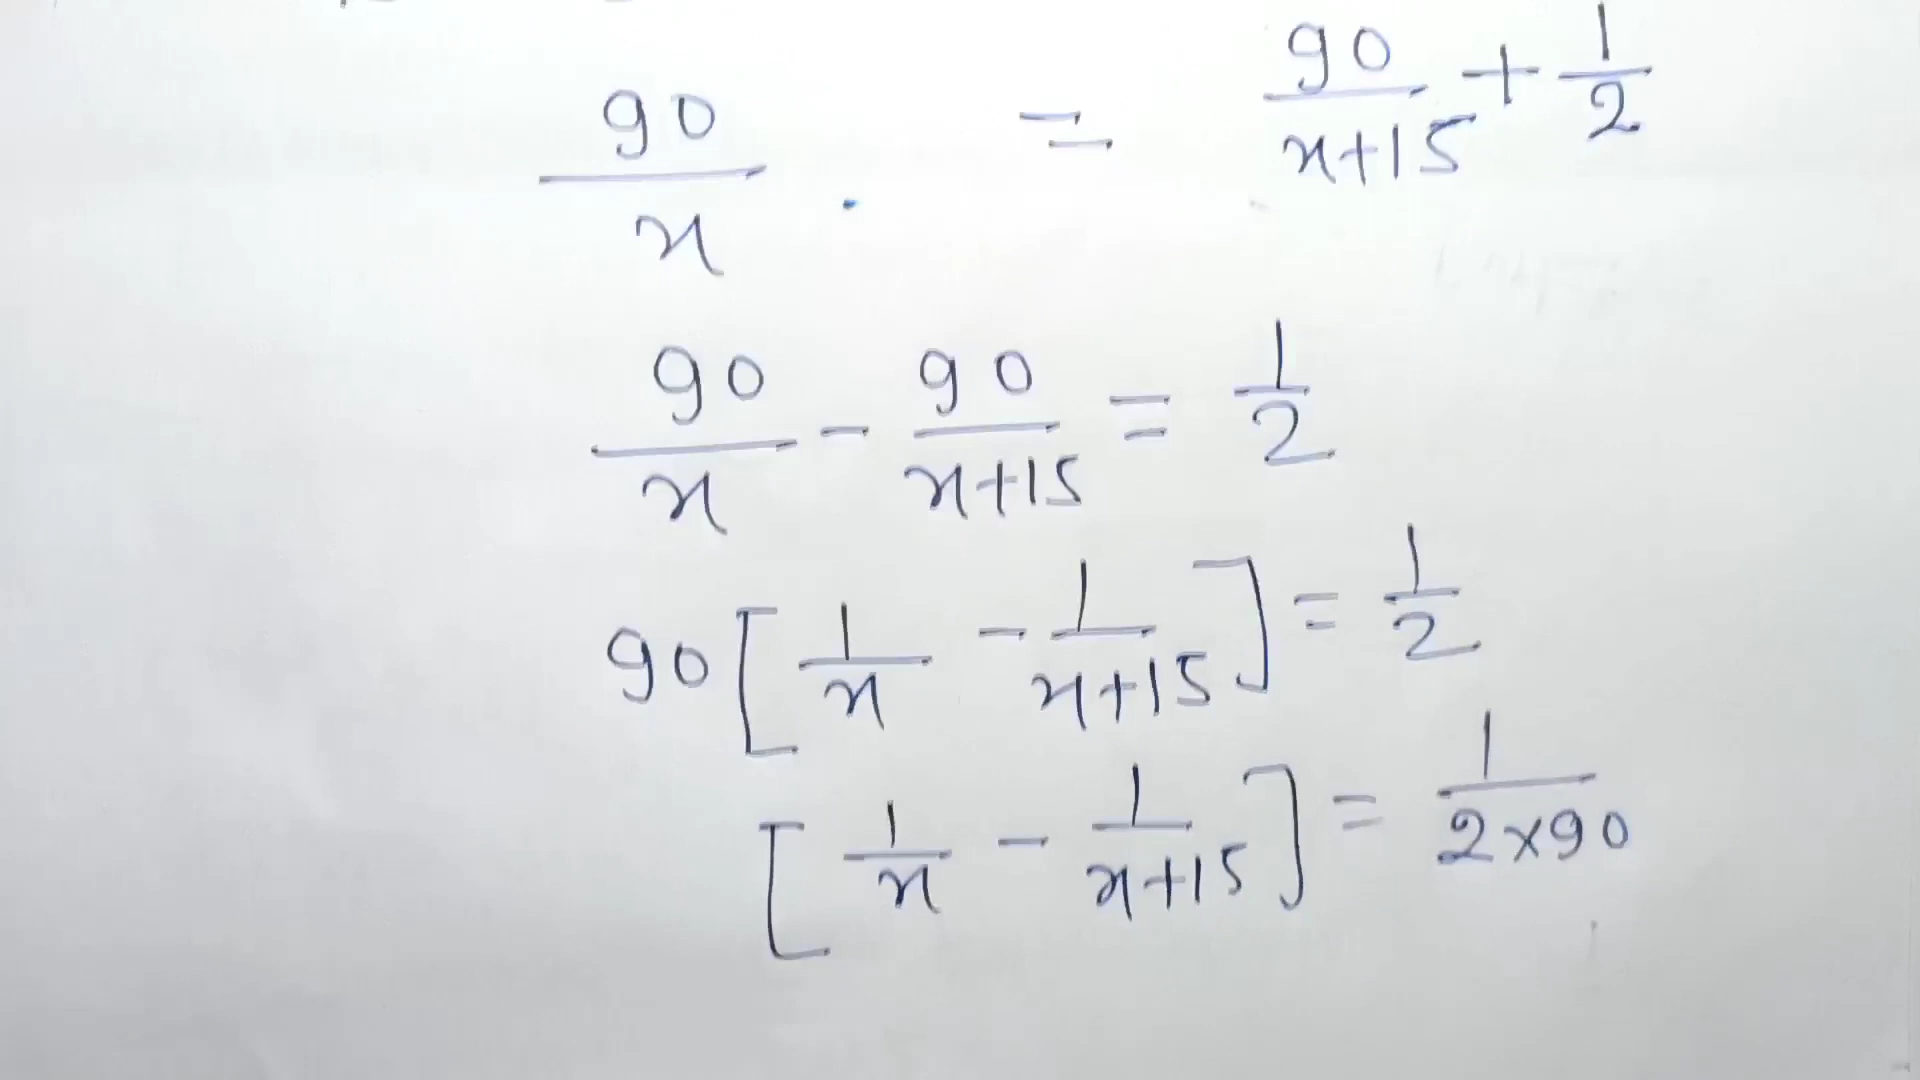 90/x = 90/x+15 + 1/2
90/x - 90/x+15 = 1/2
90[1/x - 1/x+15] = 1/2
[1/x - 1/x+15] = 1/2×90